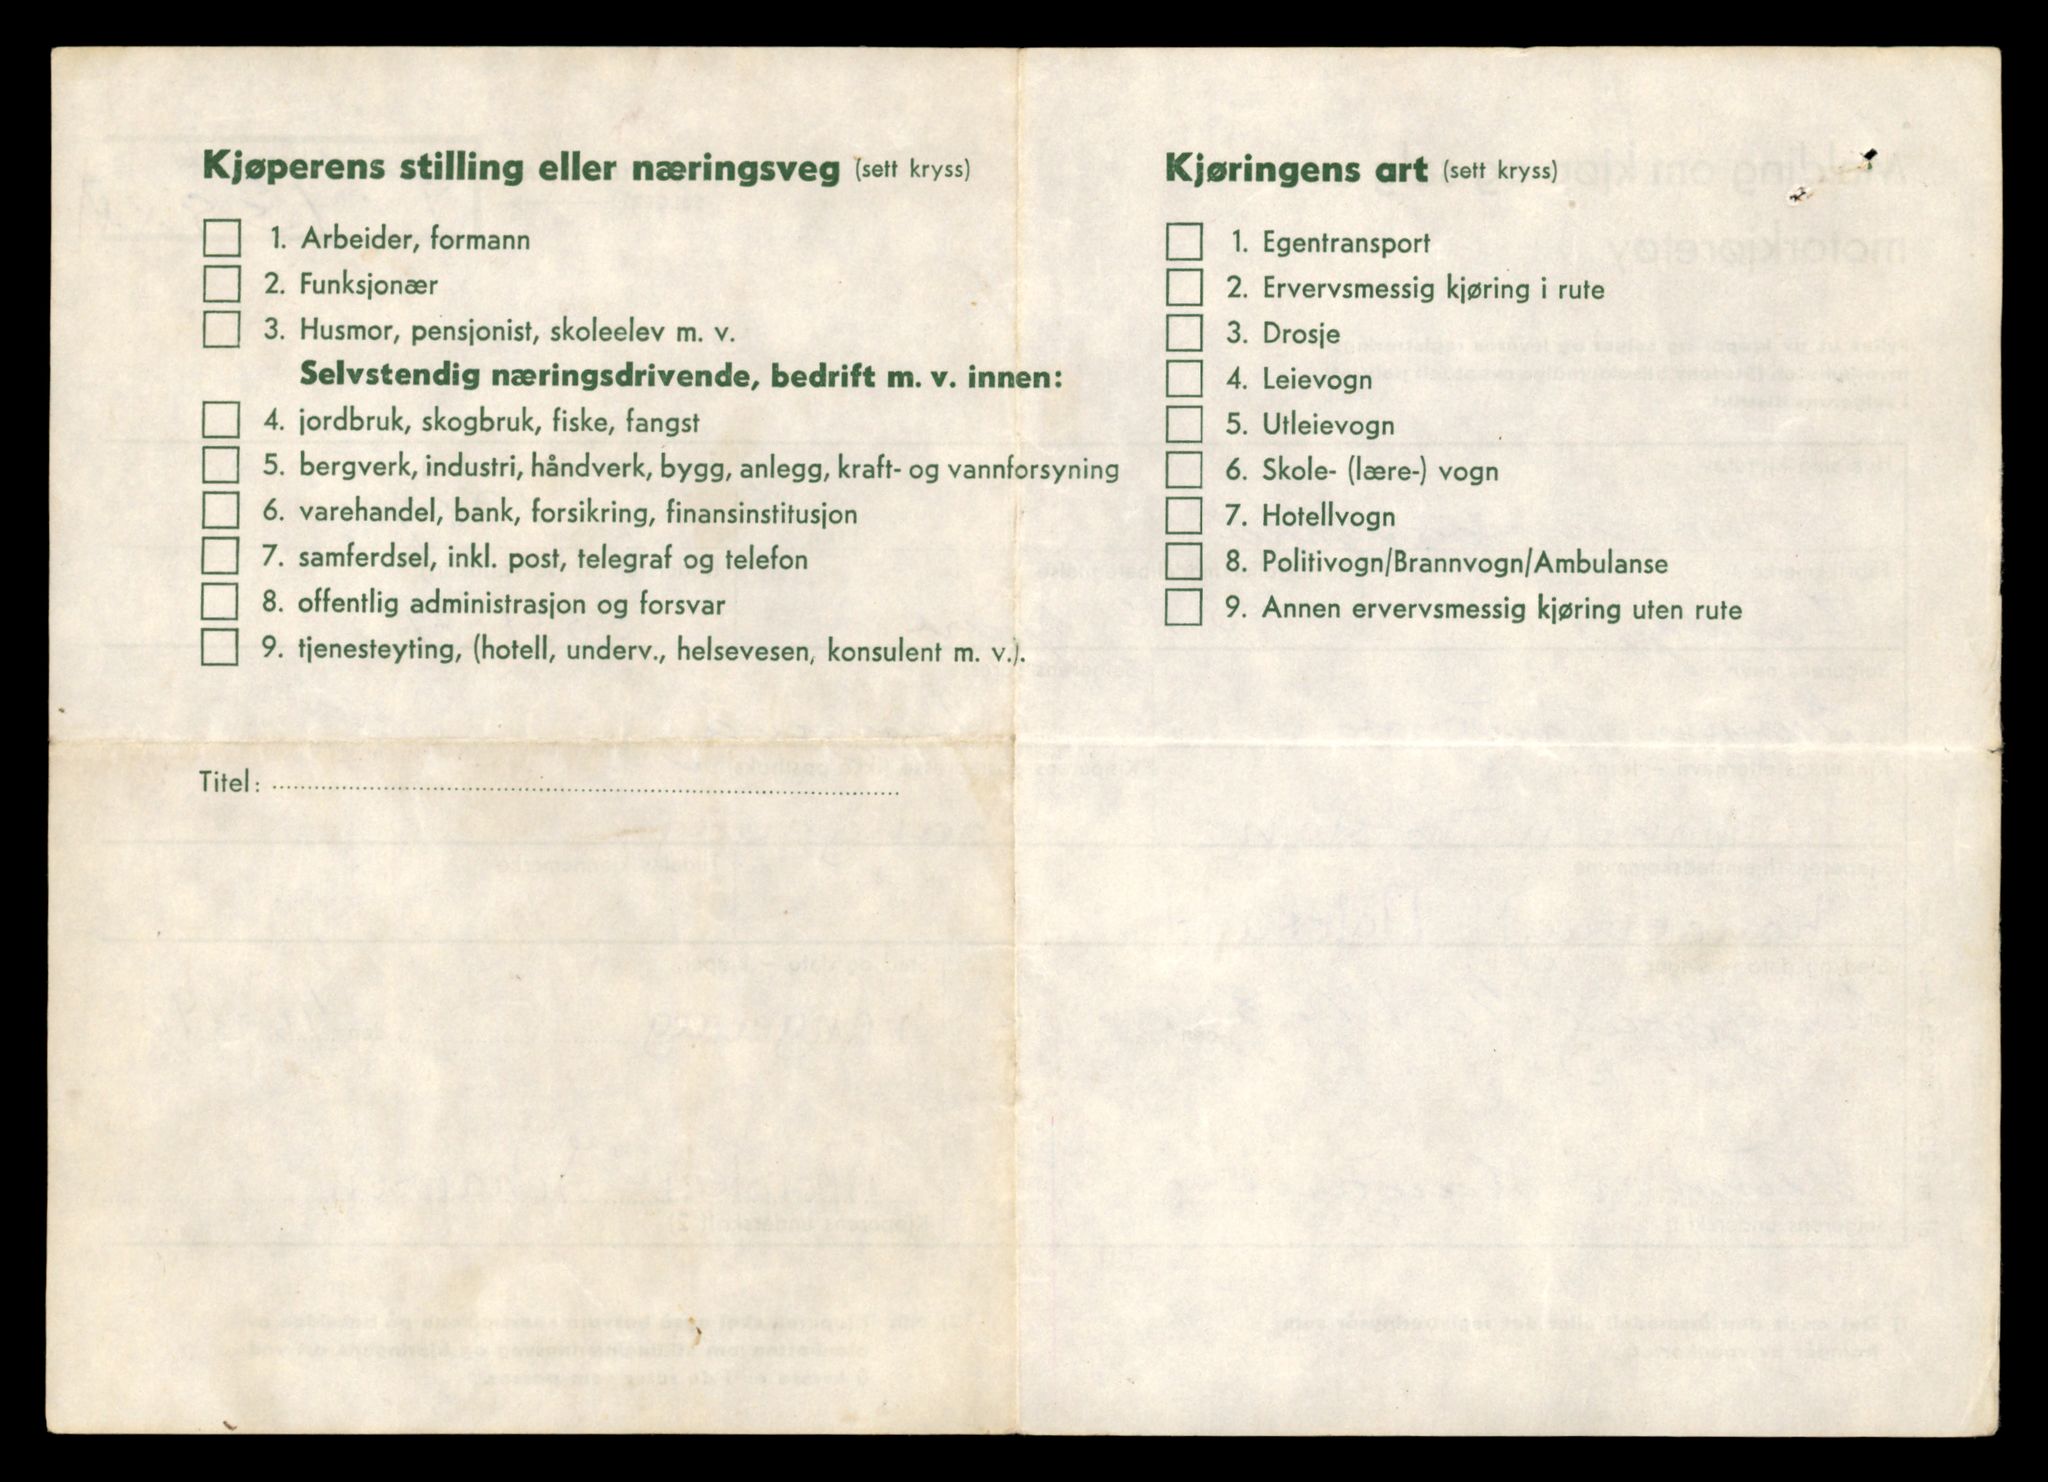 Kjøperens stilling eller næringsveg (sett kryss)
1. Arbeider, formann
2. Funksjonær
3. Husmor, pensjonist, skoleelev m. v.
Selvstendig næringsdrivende, bedrift m. v. innen:
4. jordbruk, skogbruk, fiske, fangst
5. bergverk, industri, håndverk, bygg, anlegg, kraft- og vannforsyning
6. varehandel, bank, forsikring, finansinstitusjon
7. samferdsel, inkl. post, telegraf og telefon
8. offentlig administrasjon og forsvar
9. tjenesteyting, (hotell, underv., helsevesen, konsulent m. v.).
Titel:
Kjøringens art (sett kryss)
1. Egentransport
2. Ervervsmessig kjøring i rute
3. Drosje
4. Leievogn
5. Utleievogn
6. Skole- (lære-) vogn
7. Hotellvogn
8. Politivogn/Brannvogn/Ambulanse
9. Annen ervervsmessig kjøring uten rute